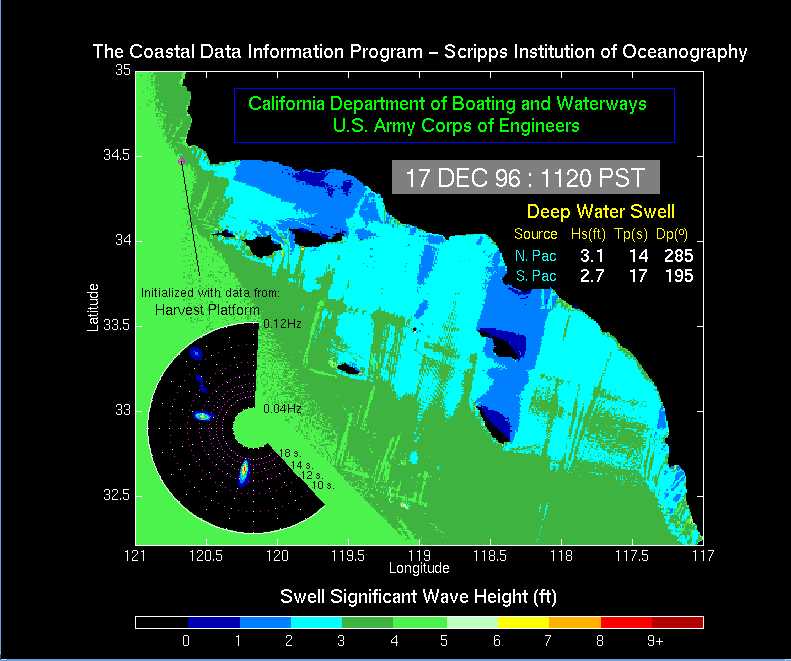 The Coastal Data Information Program – Scripps Institution of Oceanography
35
California Department of Boating and Waterways
U.S. Army Corps of Engineers
34.5
17 DEC 96 : 1120 PST
Deep Water Swell
Source Hs(ft) Tp(s) Dp(º)
N. Pac 3.1 14 285
S. Pac 2.7 17 195
34
Initialized with data from:
Harvest Platform
Latitude
33.5
0.12Hz
33
0.04Hz
18 s.
14 s.
12 s.
10 s.
32.5
121 120.5 120 119.5 119 118.5 118 117.5 117
Longitude
Swell Significant Wave Height (ft)
0 1 2 3 4 5 6 7 8 9+